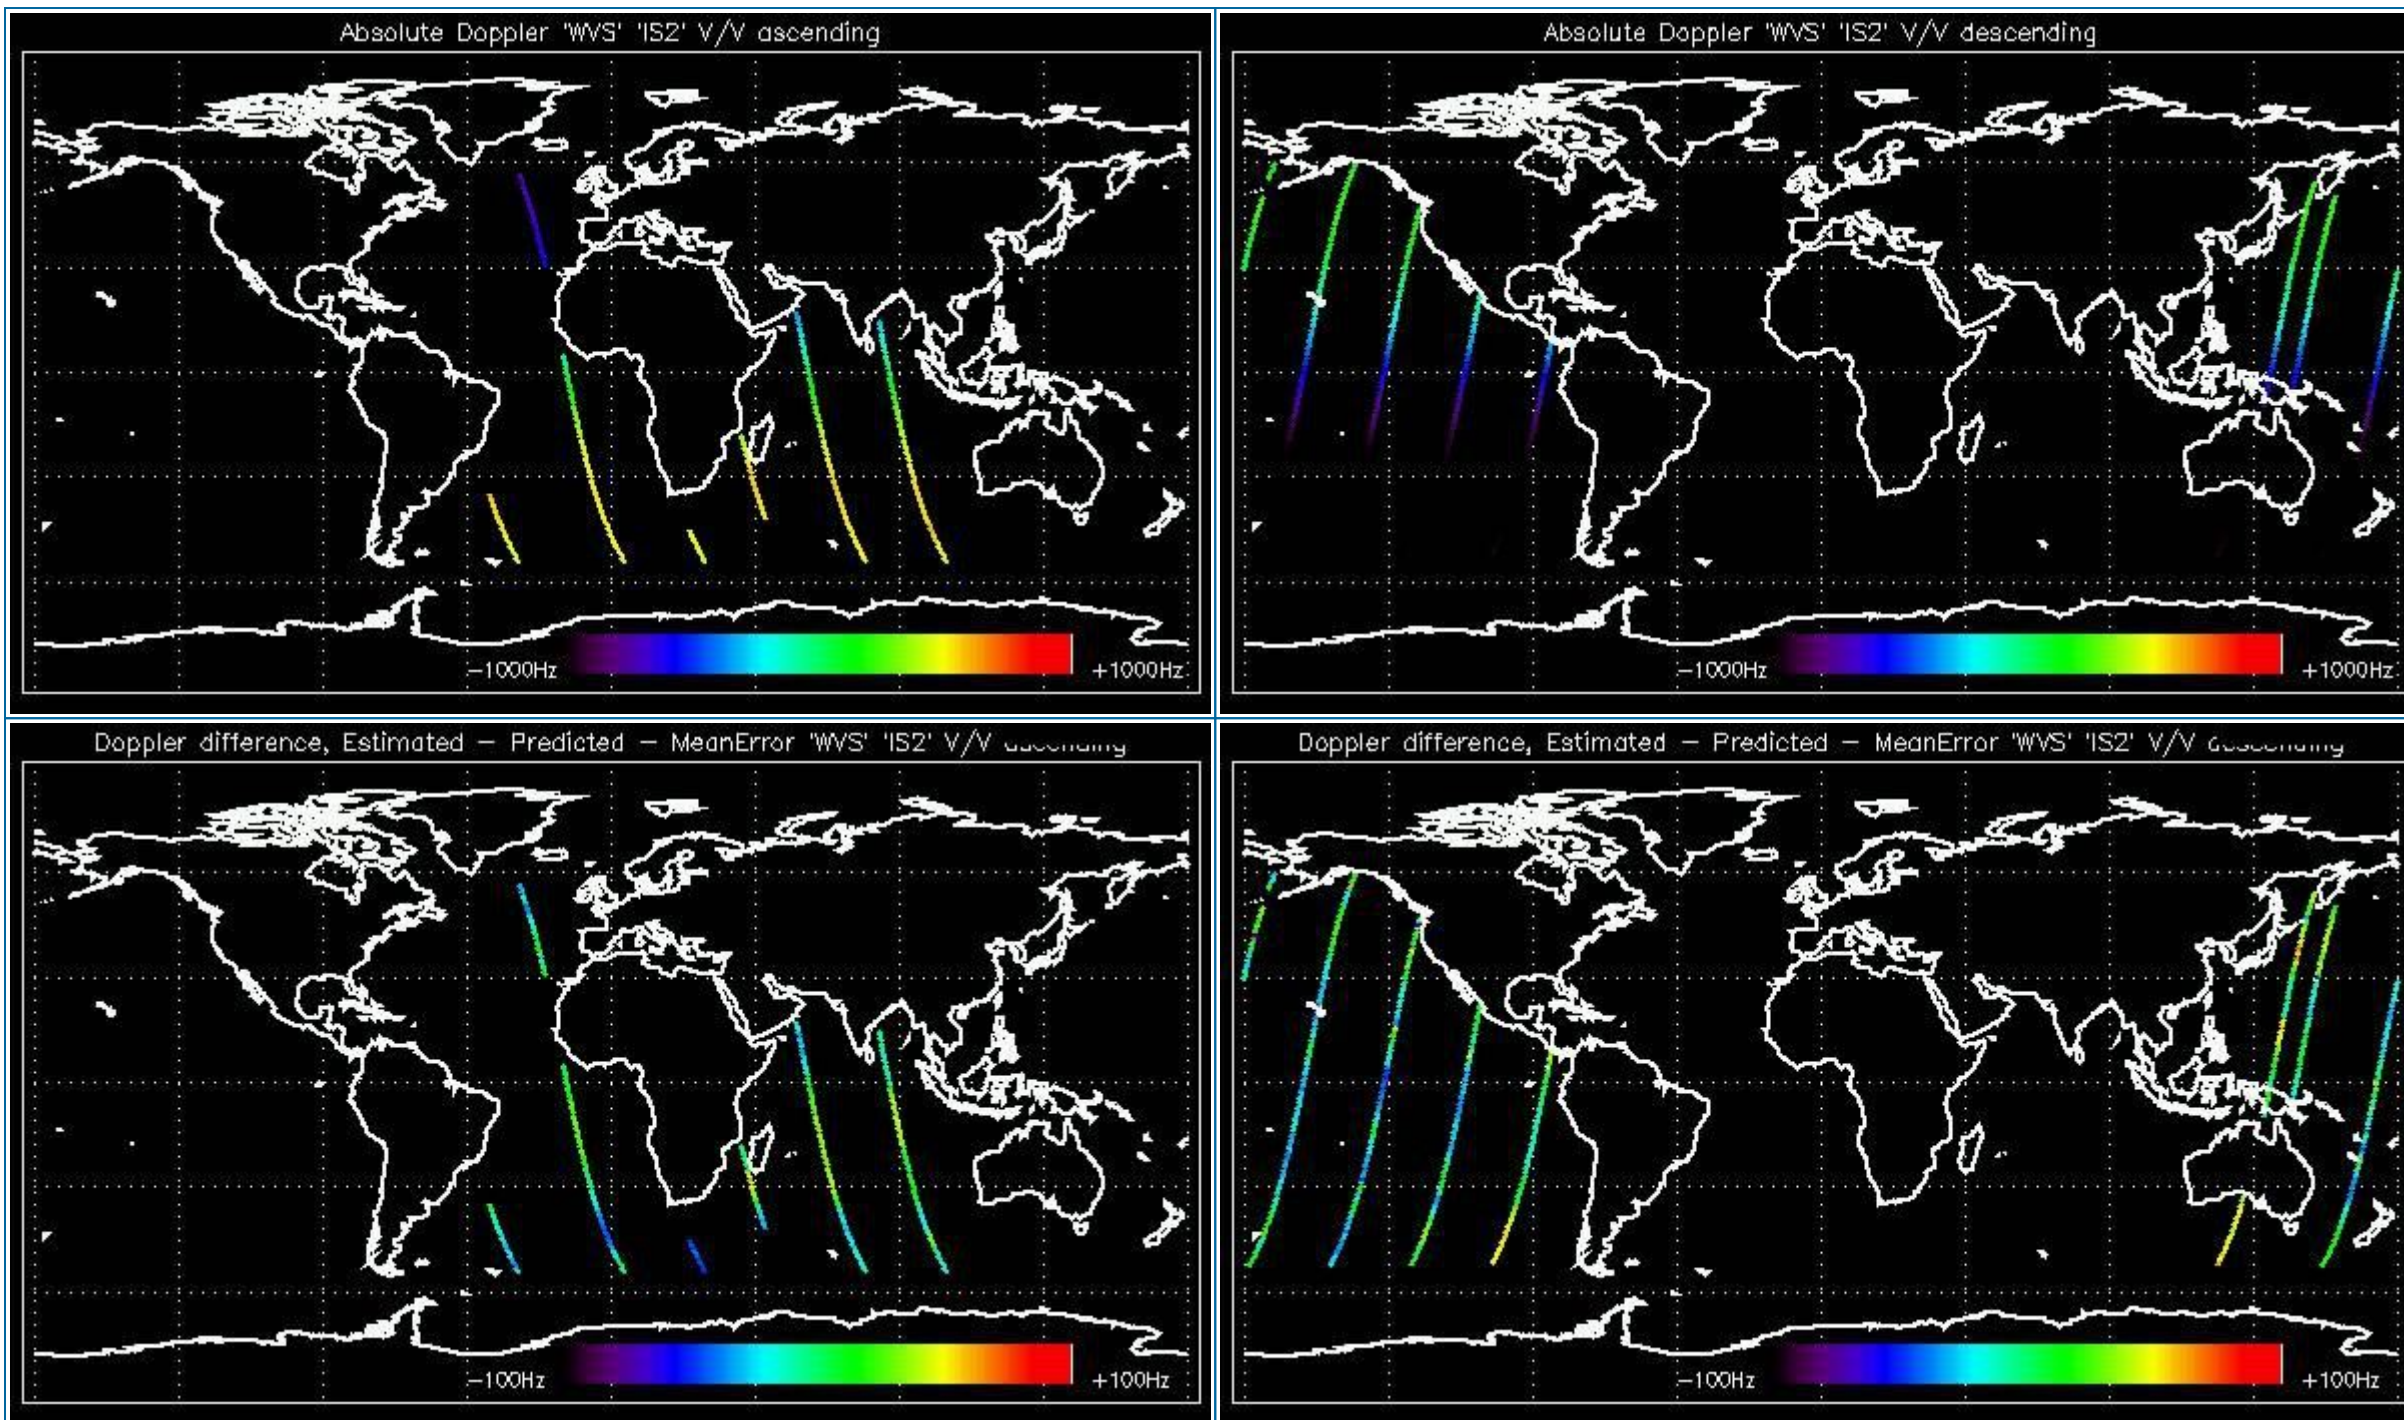 Absolute Doppler 'WVS' 'IS2' V/V ascending
-1000Hz
+1000Hz
Absolute Doppler 'WVS' 'IS2' V/V descending
-1000Hz
+1000Hz
Doppler difference, Estimated - Predicted - MeanError 'WVS' 'IS2' V/V
-100Hz
+100Hz
Doppler difference, Estimated - Predicted - MeanError 'WVS' 'IS2' V/V
-100Hz
+100Hz